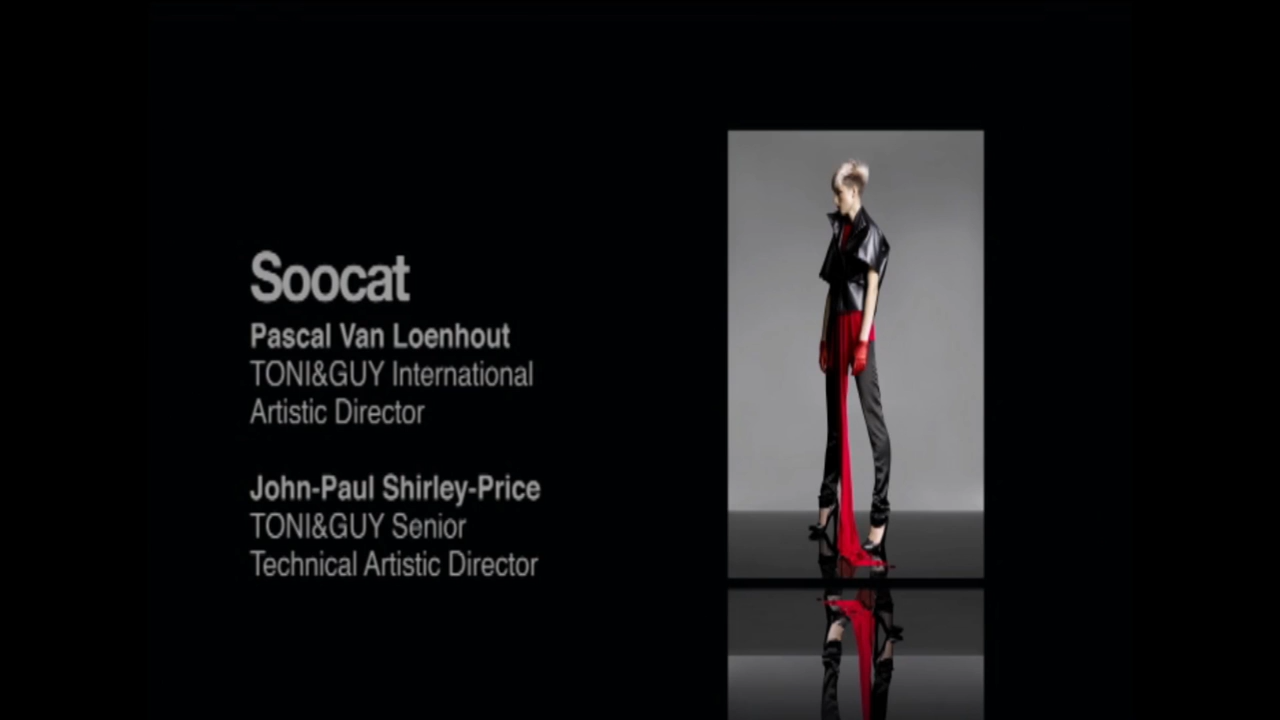 Soocat
Pascal Van Loenhout
TONI&GUY International
Artistic Director
John-Paul Shirley-Price
TONI&GUY Senior
Technical Artistic Director